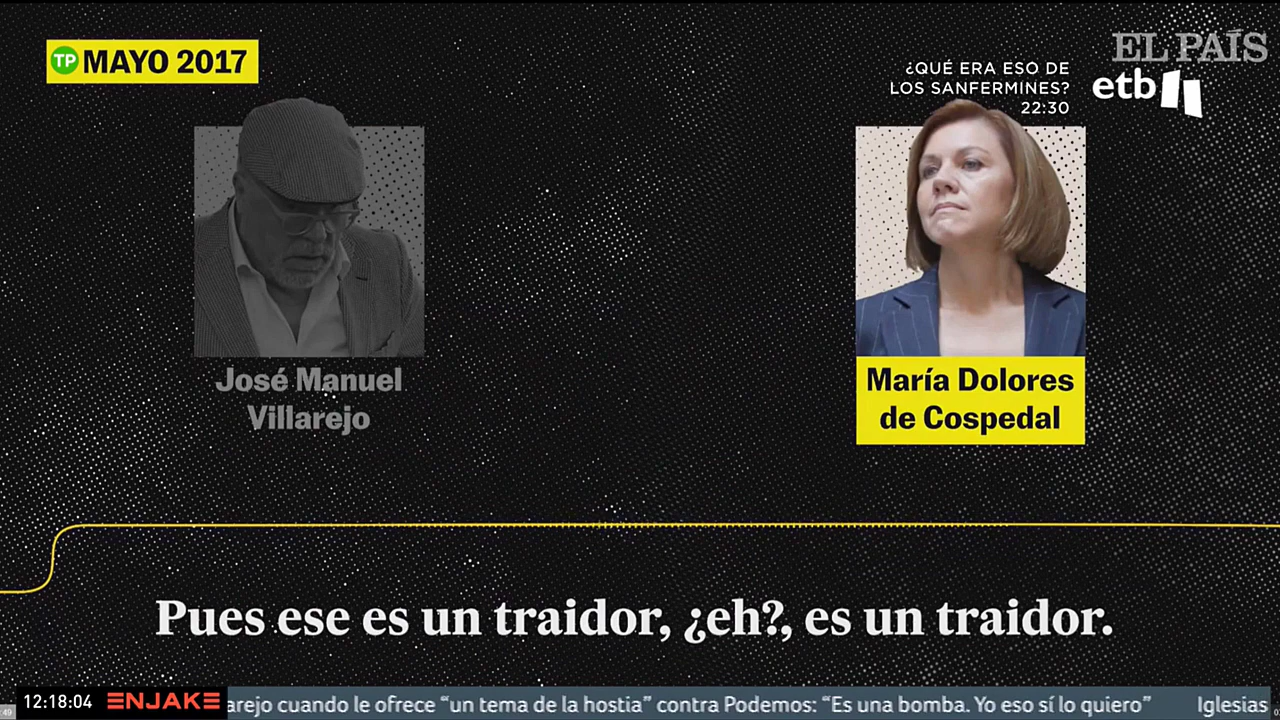 TP MAYO 2017
EL PAÍS
¿QUÉ ERA ESO DE
LOS SANFERMINES?
22:30
etb
José Manuel
Villarejo
María Dolores
de Cospedal
Pues ese es un traidor, ¿eh?, es un traidor.
12:18:04 ENJAKE arejo cuando le ofrece “un tema de la hostia” contra Podemos: “Es una bomba. Yo eso sí lo quiero” Iglesias
:49